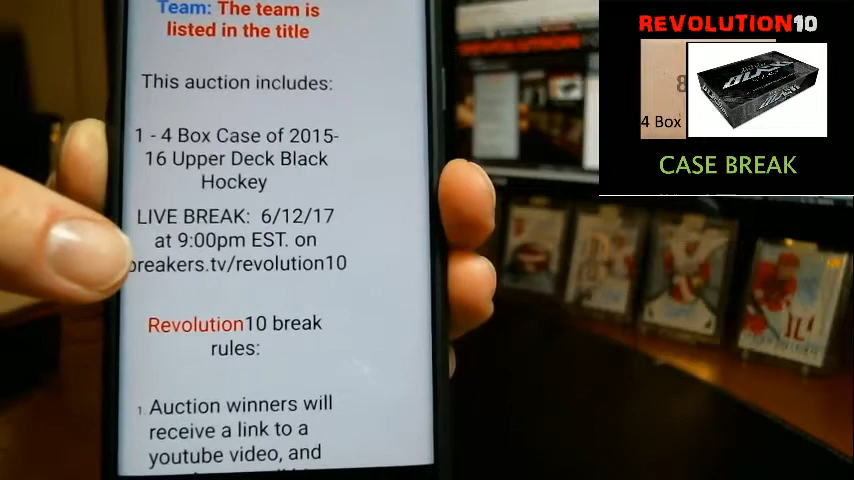 Team: The team is
listed in the title
This auction includes:
1 - 4 Box Case of 2015-
16 Upper Deck Black
Hockey
LIVE BREAK: 6/12/17
at 9:00pm EST. on
breakers.tv/revolution10
Revolution10 break
rules:
1. Auction winners will
receive a link to a
youtube video, and
REVOLUTION10
8
4 Box
CASE BREAK
REVOLUTION